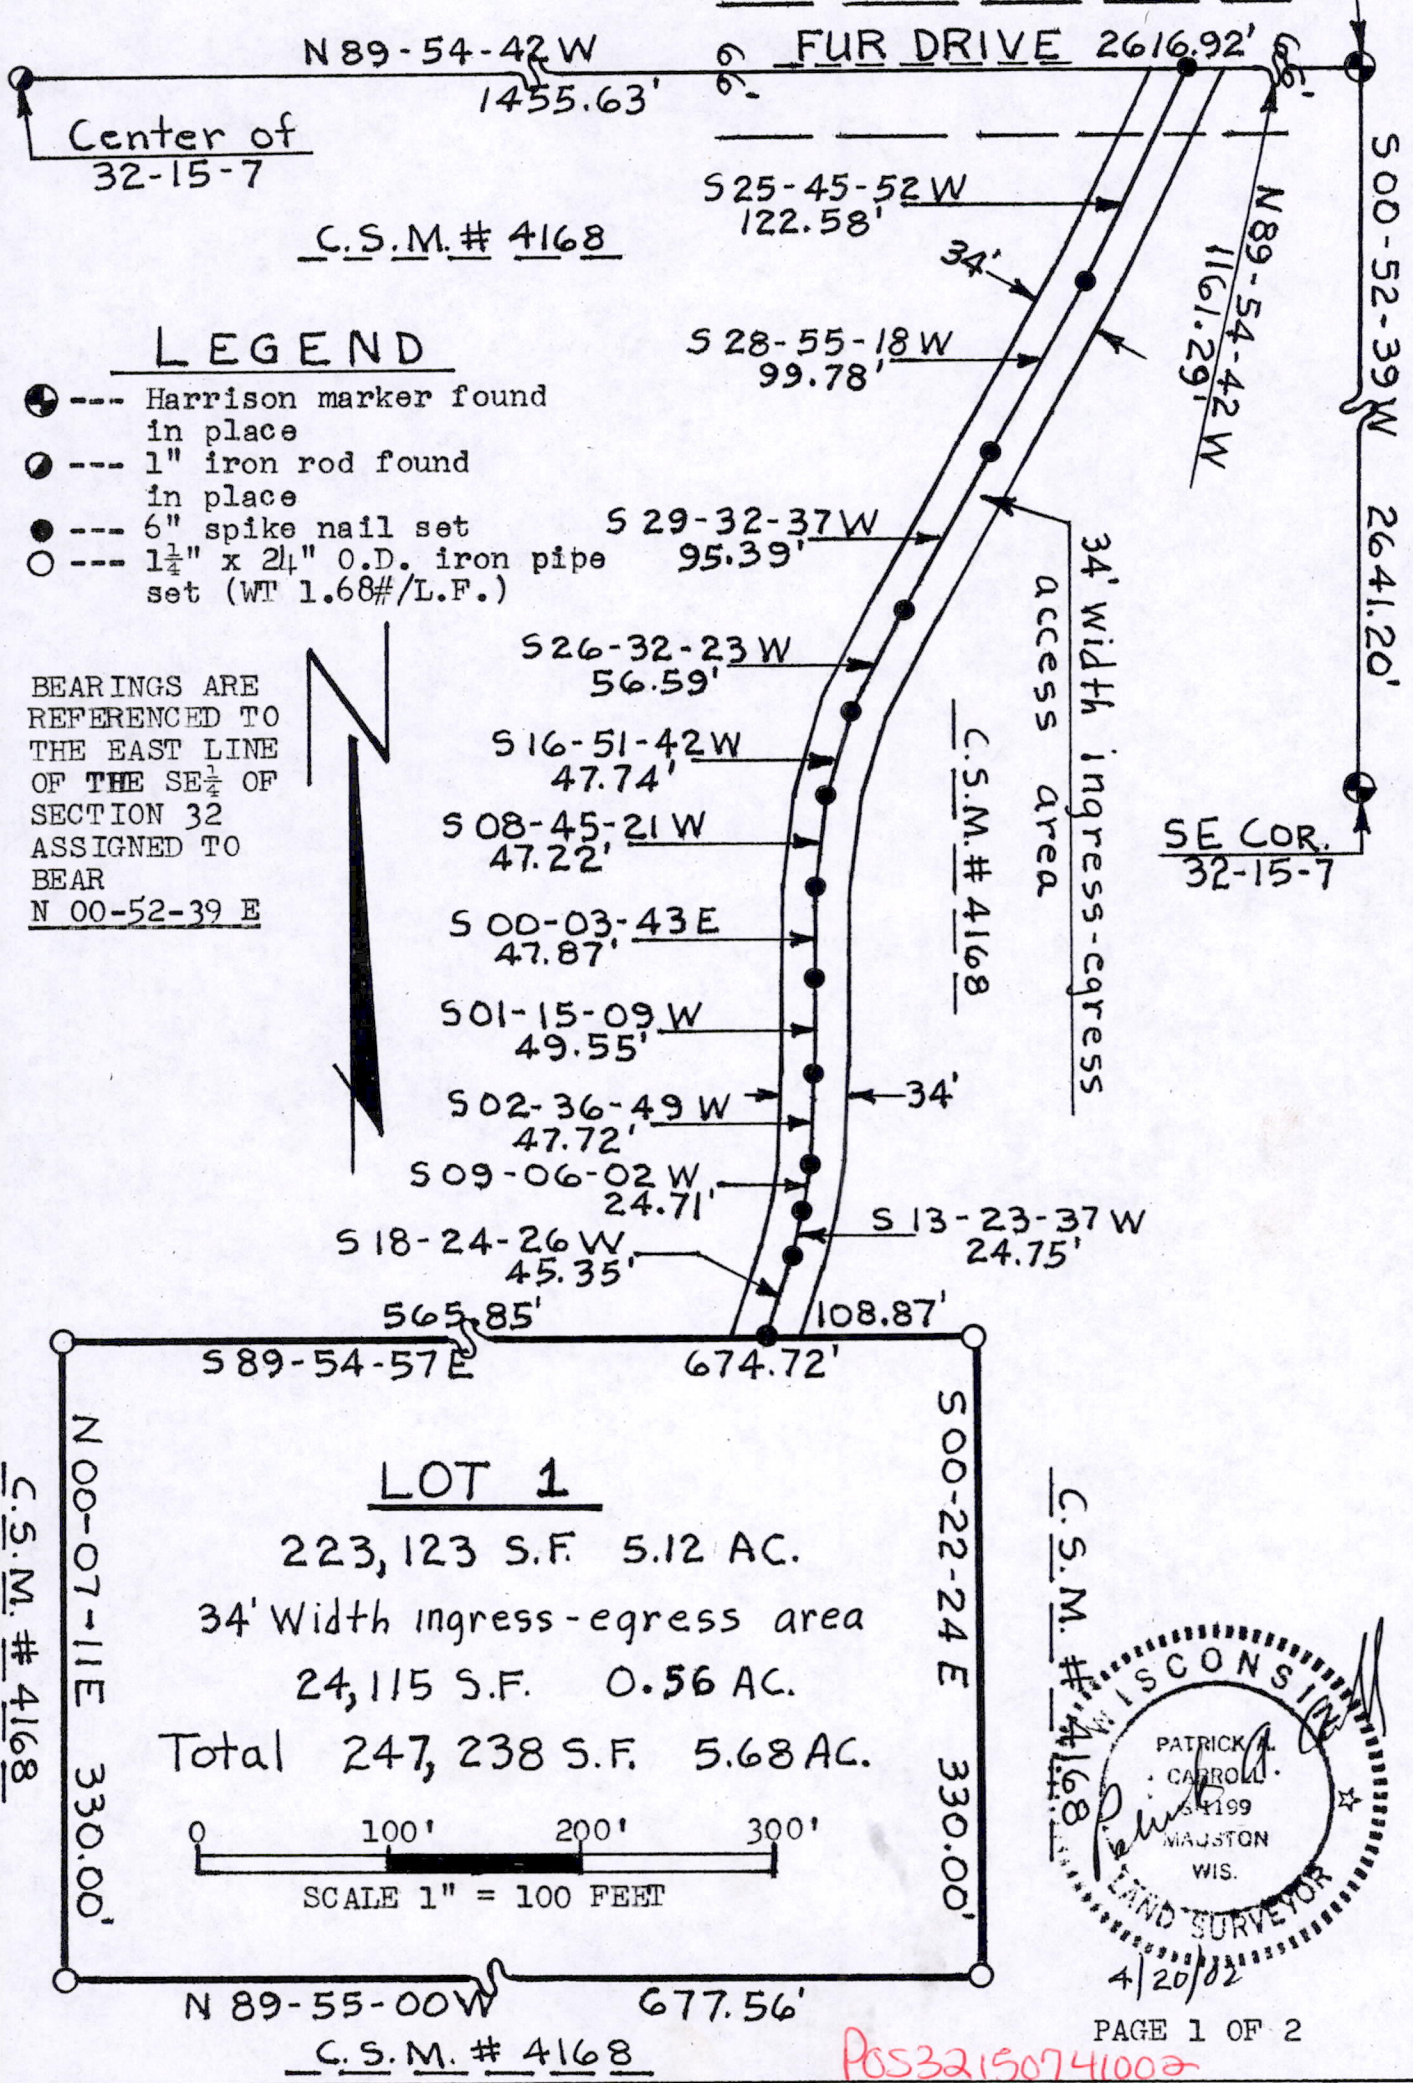 N 89-54-42 W
1455.63'
66'
FUR DRIVE 2616.92'
66'
Center of
32-15-7
C.S.M. # 4168
S 25-45-52 W
122.58'
34'
N 89-54-42 W
1161.29'
S 00-52-39 W 2641.20'
LEGEND
--- Harrison marker found
in place
--- 1" iron rod found
in place
--- 6" spike nail set
--- 1¼" x 24" O.D. iron pipe
set (WT 1.68#/L.F.)
S 28-55-18 W
99.78'
S 29-32-37 W
95.39'
34' width ingress-egress
access area
S 26-32-23 W
56.59'
BEARINGS ARE
REFERENCED TO
THE EAST LINE
OF THE SE¼ OF
SECTION 32
ASSIGNED TO
BEAR
N 00-52-39 E
N
S 16-51-42 W
47.74'
C.S.M. # 4168
S 08-45-21 W
47.22'
SE COR.
32-15-7
S 00-03-43 E
47.87'
S 01-15-09 W
49.55'
S 02-36-49 W
47.72'
34'
S 09-06-02 W
24.71'
S 13-23-37 W
24.75'
S 18-24-26 W
45.35'
565.85'
108.87'
S 89-54-57 E
674.72'
N 00-07-11 E 330.00'
C.S.M. # 4168
LOT 1
223,123 S.F. 5.12 AC.
34' Width ingress-egress area
24,115 S.F. 0.56 AC.
Total 247,238 S.F. 5.68 AC.
0 100' 200' 300'
SCALE 1" = 100 FEET
S 00-22-24 E 330.00'
C.S.M. # 4168
WISCONSIN
PATRICK A.
CARROLL
S-1199
MAUSTON
WIS.
LAND SURVEYOR
4/20/02
N 89-55-00 W 677.56'
C.S.M. # 4168
PAGE 1 OF 2
POS32150741002